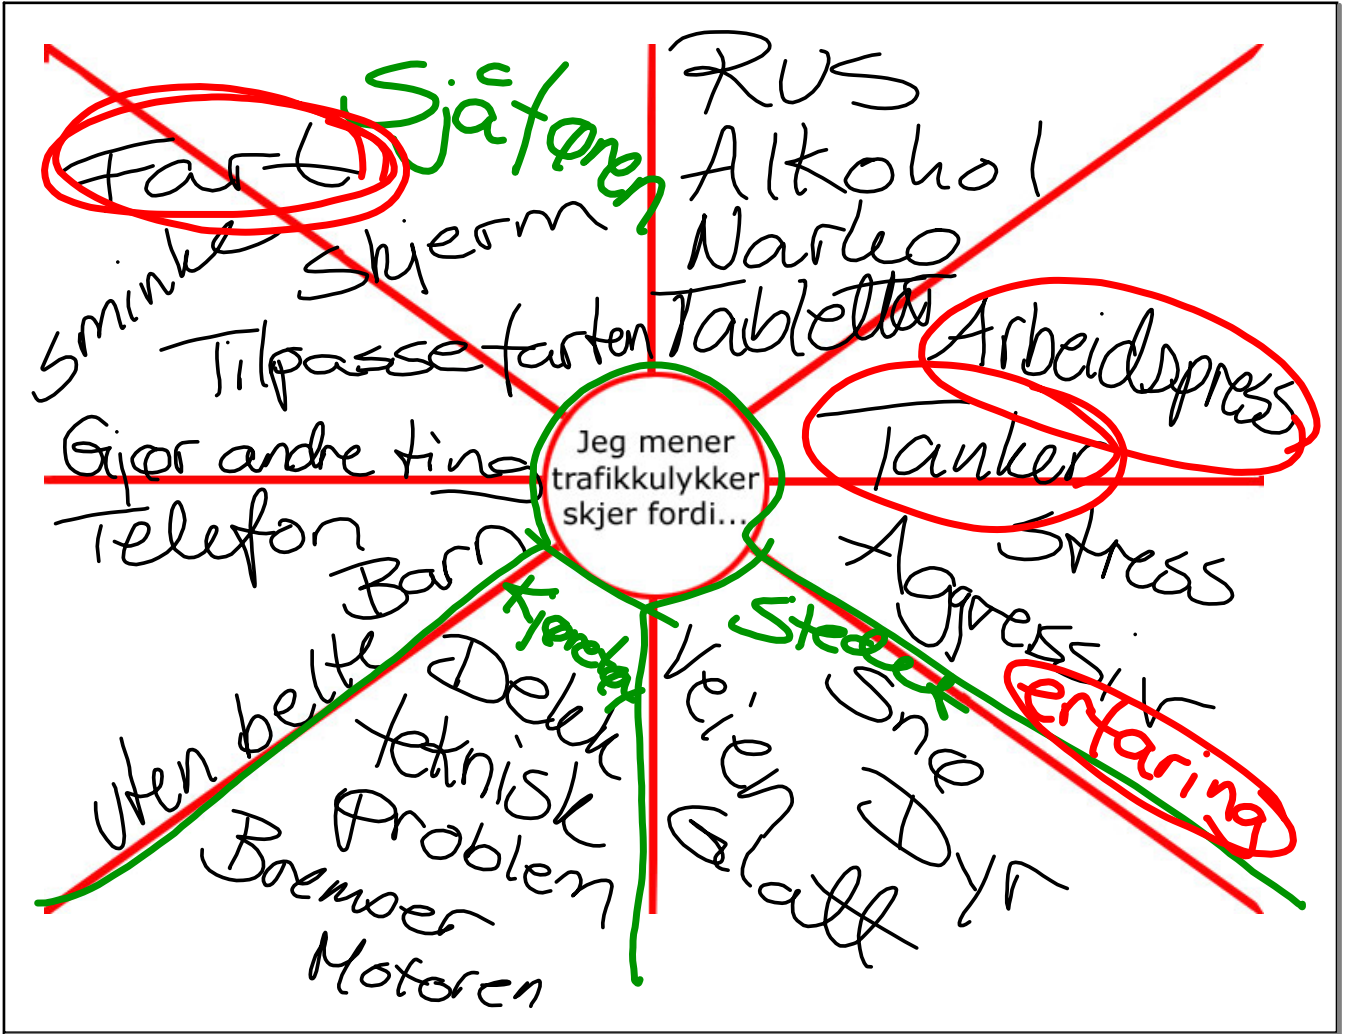 Sjåføren
Fart
sminke
skjerm
Tilpasse farten
Gjør andre ting
Telefon
Barn
uten belte
RUS
Alkohol
Narko
Tabletter
Arbeidspress
Tanker
Stress
Aggressiv
erfaring
Jeg mener
trafikkulykker
skjer fordi...
Kjøretøy
Dekk
teknisk
Problem
Bremser
Motoren
Stedet
Veien
Snø
Glatt
Dyr